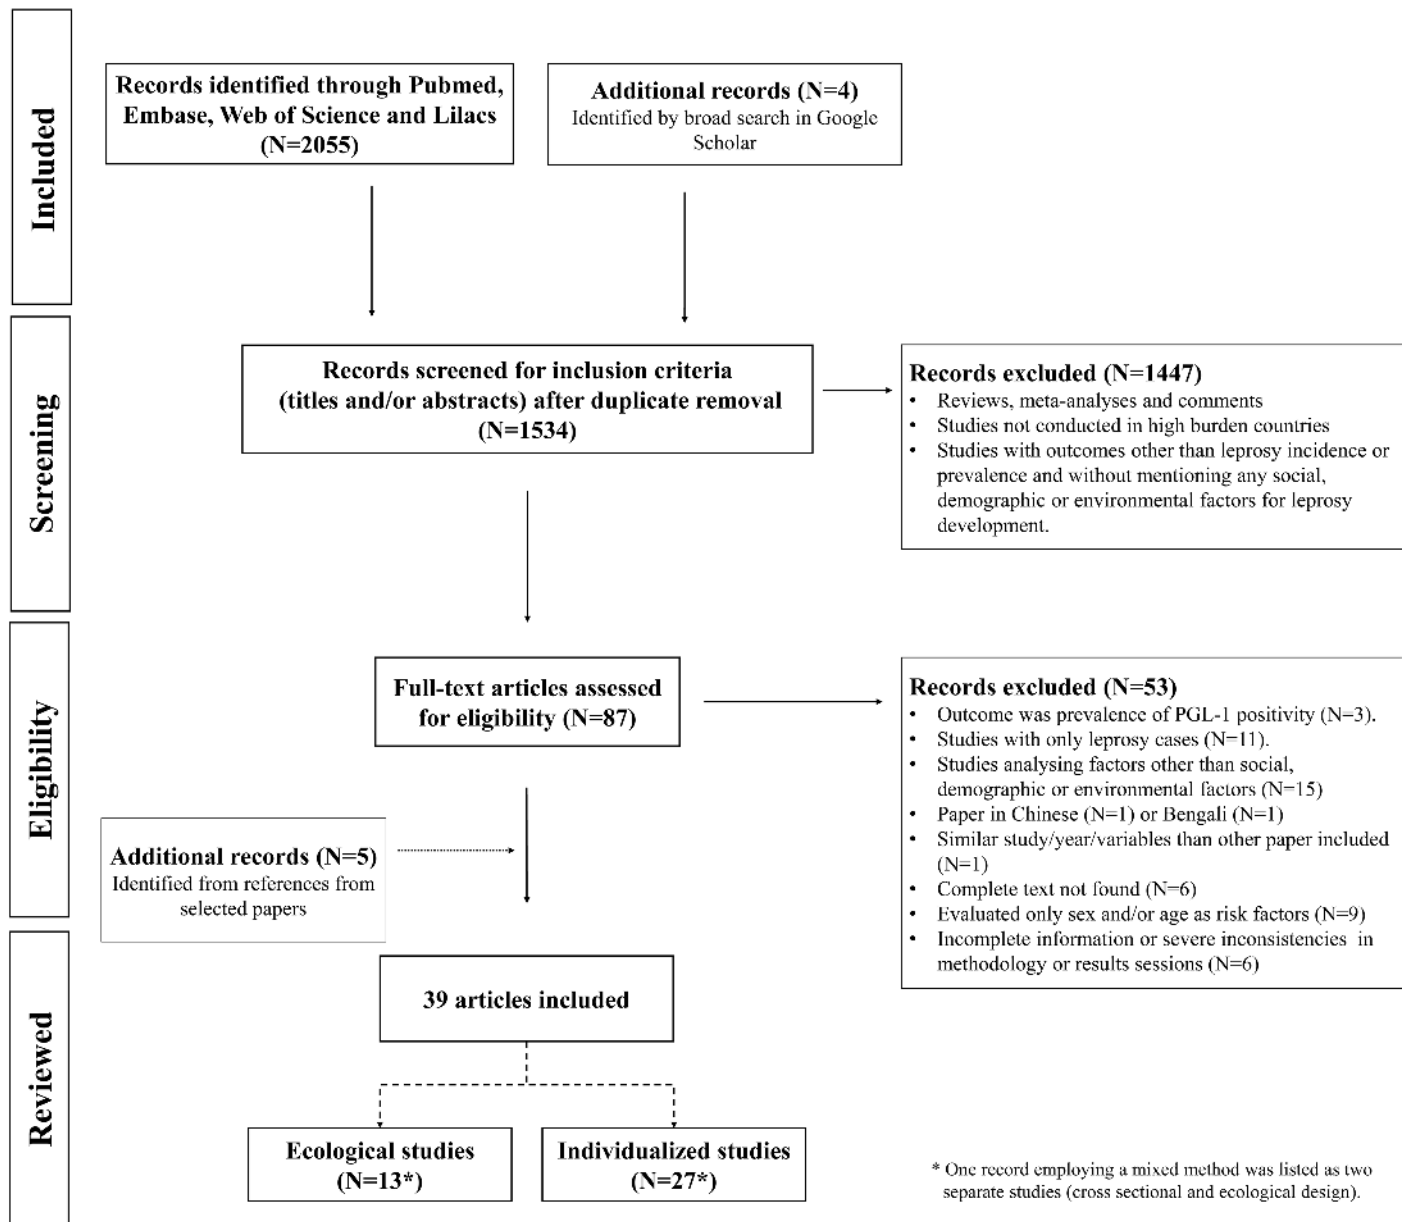 Included
Records identified through Pubmed,
Embase, Web of Science and Lilacs
(N=2055)
Additional records (N=4)
Identified by broad search in Google
Scholar
Screening
Records screened for inclusion criteria
(titles and/or abstracts) after duplicate removal
(N=1534)
Records excluded (N=1447)
• Reviews, meta-analyses and comments
• Studies not conducted in high burden countries
• Studies with outcomes other than leprosy incidence or
prevalence and without mentioning any social,
demographic or environmental factors for leprosy
development.
Eligibility
Full-text articles assessed
for eligibility (N=87)
Records excluded (N=53)
• Outcome was prevalence of PGL-1 positivity (N=3).
• Studies with only leprosy cases (N=11).
• Studies analysing factors other than social,
demographic or environmental factors (N=15)
• Paper in Chinese (N=1) or Bengali (N=1)
• Similar study/year/variables than other paper included
(N=1)
• Complete text not found (N=6)
• Evaluated only sex and/or age as risk factors (N=9)
• Incomplete information or severe inconsistencies in
methodology or results sessions (N=6)
Additional records (N=5)
Identified from references from
selected papers
Reviewed
39 articles included
Ecological studies
(N=13*)
Individualized studies
(N=27*)
* One record employing a mixed method was listed as two
separate studies (cross sectional and ecological design).